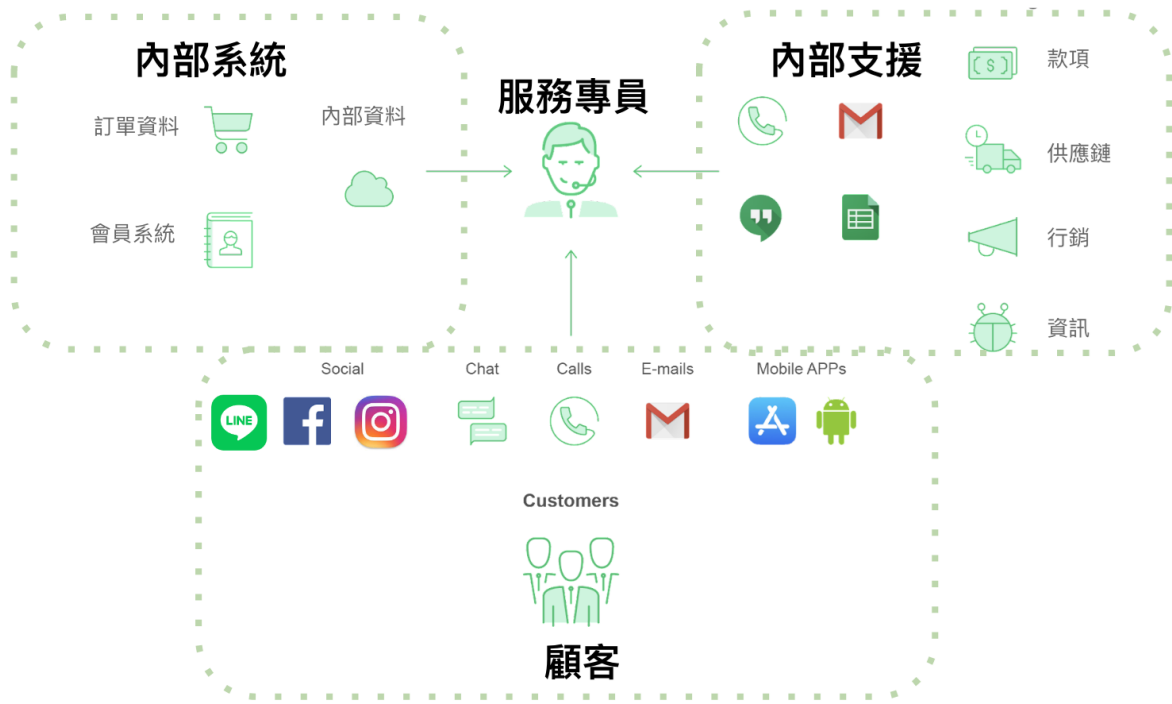 內部系統
訂單資料
內部資料
會員系統
服務專員
內部支援
款項
供應鏈
行銷
資訊
Social
Chat
Calls
E-mails
Mobile APPs
LINE
Customers
顧客